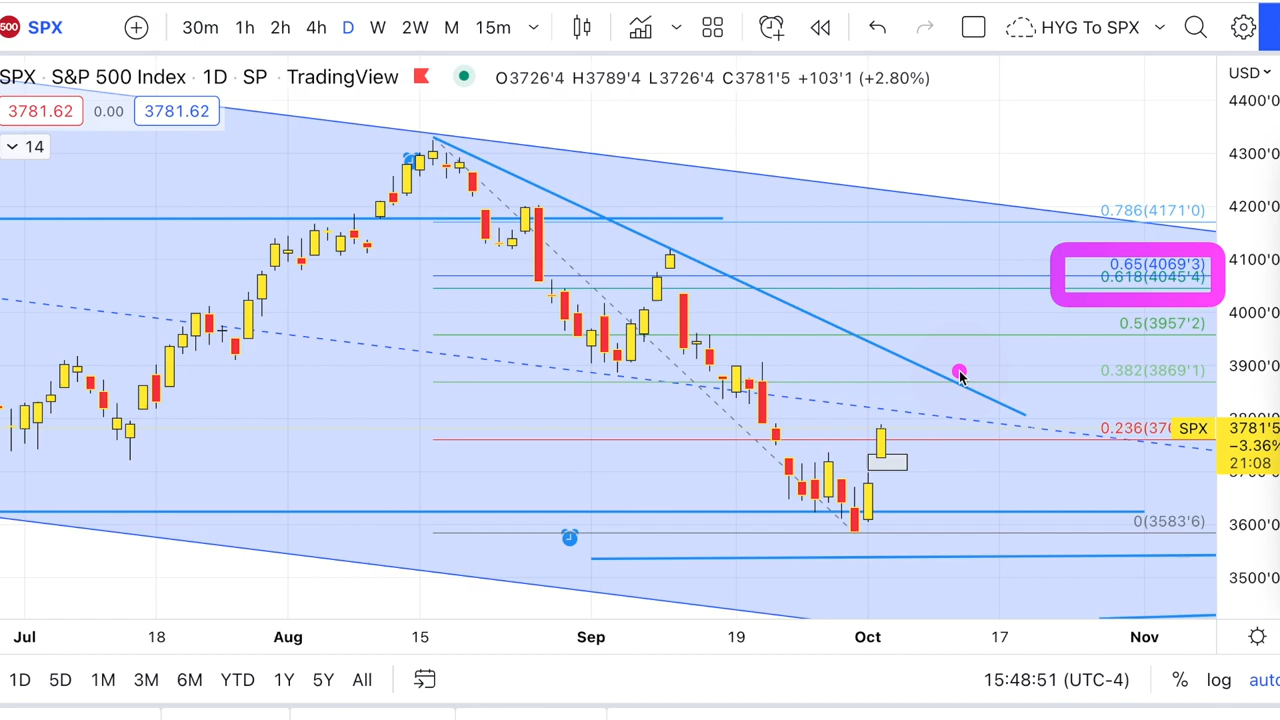 500 SPX 30m 1h 2h 4h D W 2W M 15m HYG To SPX
SPX · S&P 500 Index · 1D · SP · TradingView O3726'4 H3789'4 L3726'4 C3781'5 +103'1 (+2.80%) USD
3781.62 0.00 3781.62
14
4400'0
4300'0
4200'0
4100'0
4000'0
3900'0
3600'0
3500'0
0.786(4171'0)
0.65(4069'3)
0.618(4045'4)
0.5(3957'2)
0.382(3869'1)
SPX 3781'5
−3.36%
21:08
0(3583'6)
Jul 18 Aug 15 Sep 19 Oct 17 Nov
1D 5D 1M 3M 6M YTD 1Y 5Y All 15:48:51 (UTC-4) % log